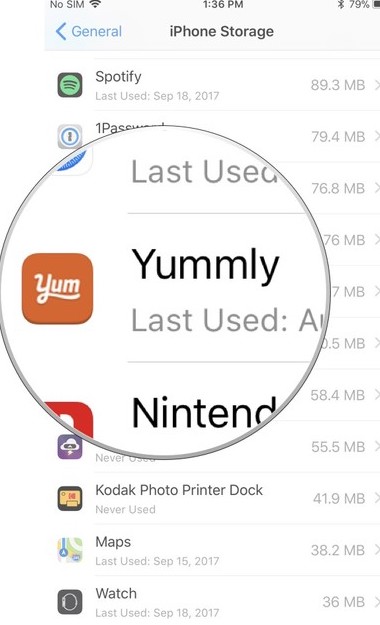 No SIM 1:36 PM 79%
General iPhone Storage
Spotify
Last Used: Sep 18, 2017
89.3 MB
1Password
79.4 MB
Last Used
76.8 MB
76 MB
Yum
Yummly
7 MB
Last Used: Au
0.5 MB
58.4 MB
Nintend
55.5 MB
Never Used
Kodak Photo Printer Dock
41.9 MB
Never Used
Maps
38.2 MB
Last Used: Sep 15, 2017
Watch
36 MB
Last Used: Sep 18, 2017